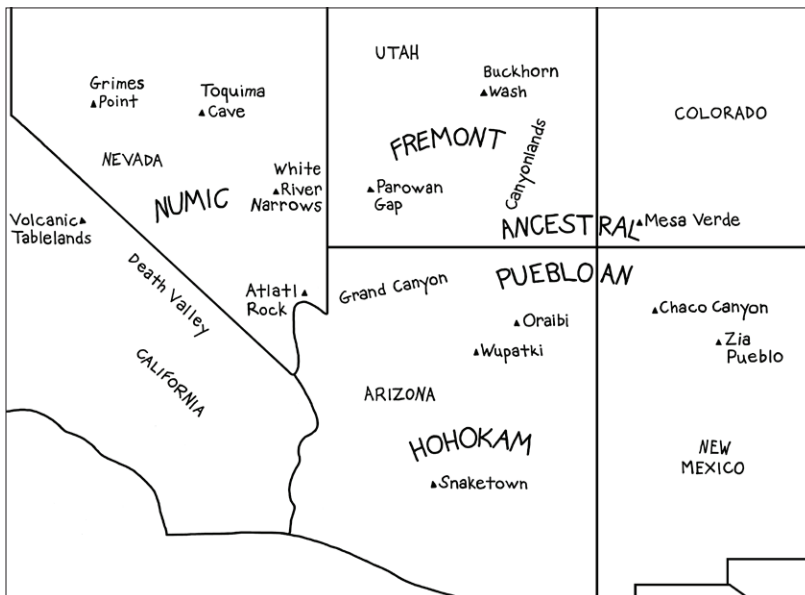 UTAH
Grimes
Point
Toquima
Cave
Buckhorn
Wash
COLORADO
FREMONT
Canyonlands
NEVADA
White
River
Narrows
NUMIC
Parowan
Gap
Volcanic
Tablelands
ANCESTRAL
Mesa Verde
Death Valley
Atlatl
Rock
Grand Canyon
PUEBLOAN
Chaco Canyon
Oraibi
Zia
Pueblo
Wupatki
CALIFORNIA
ARIZONA
HOHOKAM
NEW
MEXICO
Snaketown